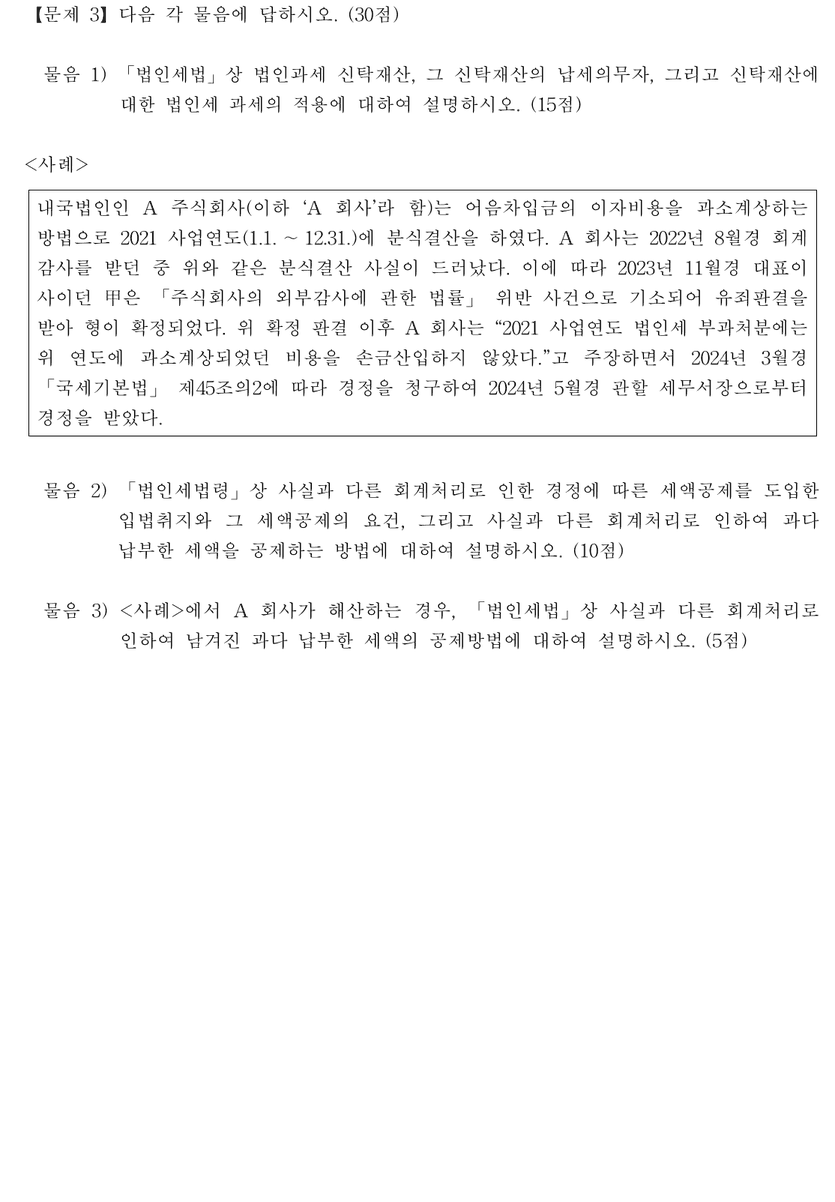 【문제 3】 다음 각 물음에 답하시오. (30점)
물음 1) 「법인세법」상 법인과세 신탁재산, 그 신탁재산의 납세의무자, 그리고 신탁재산에
대한 법인세 과세의 적용에 대하여 설명하시오. (15점)
<사례>
내국법인인 A 주식회사(이하 ‘A 회사’라 함)는 어음차입금의 이자비용을 과소계상하는
방법으로 2021 사업연도(1.1. ~ 12.31.)에 분식결산을 하였다. A 회사는 2022년 8월경 회계
감사를 받던 중 위와 같은 분식결산 사실이 드러났다. 이에 따라 2023년 11월경 대표이
사이던 甲은 「주식회사의 외부감사에 관한 법률」 위반 사건으로 기소되어 유죄판결을
받아 형이 확정되었다. 위 확정 판결 이후 A 회사는 “2021 사업연도 법인세 부과처분에는
위 연도에 과소계상되었던 비용을 손금산입하지 않았다.”고 주장하면서 2024년 3월경
「국세기본법」 제45조의2에 따라 경정을 청구하여 2024년 5월경 관할 세무서장으로부터
경정을 받았다.
물음 2) 「법인세법령」상 사실과 다른 회계처리로 인한 경정에 따른 세액공제를 도입한
입법취지와 그 세액공제의 요건, 그리고 사실과 다른 회계처리로 인하여 과다
납부한 세액을 공제하는 방법에 대하여 설명하시오. (10점)
물음 3) <사례>에서 A 회사가 해산하는 경우, 「법인세법」상 사실과 다른 회계처리로
인하여 남겨진 과다 납부한 세액의 공제방법에 대하여 설명하시오. (5점)